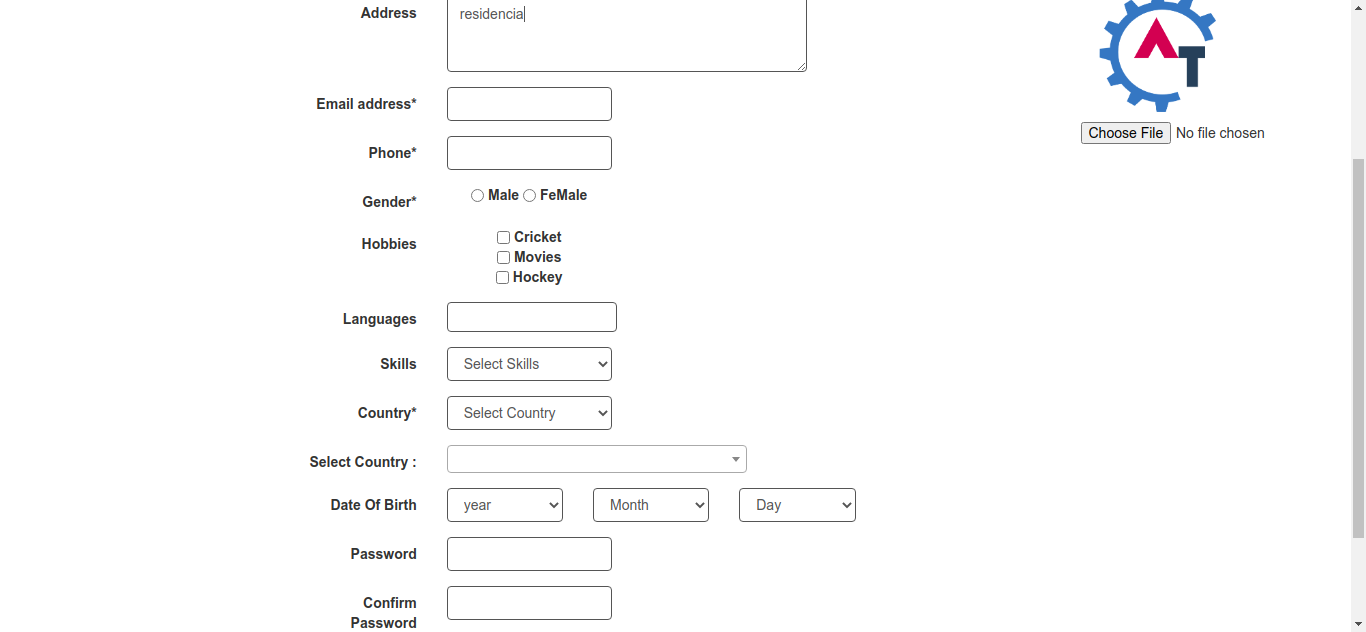 Address residencia
Email address*
Phone*
Gender* Male FeMale
Hobbies Cricket
Movies
Hockey
Languages
Skills Select Skills
Country* Select Country
Select Country :
Date Of Birth year Month Day
Password
Confirm
Password
AT
Choose File No file chosen